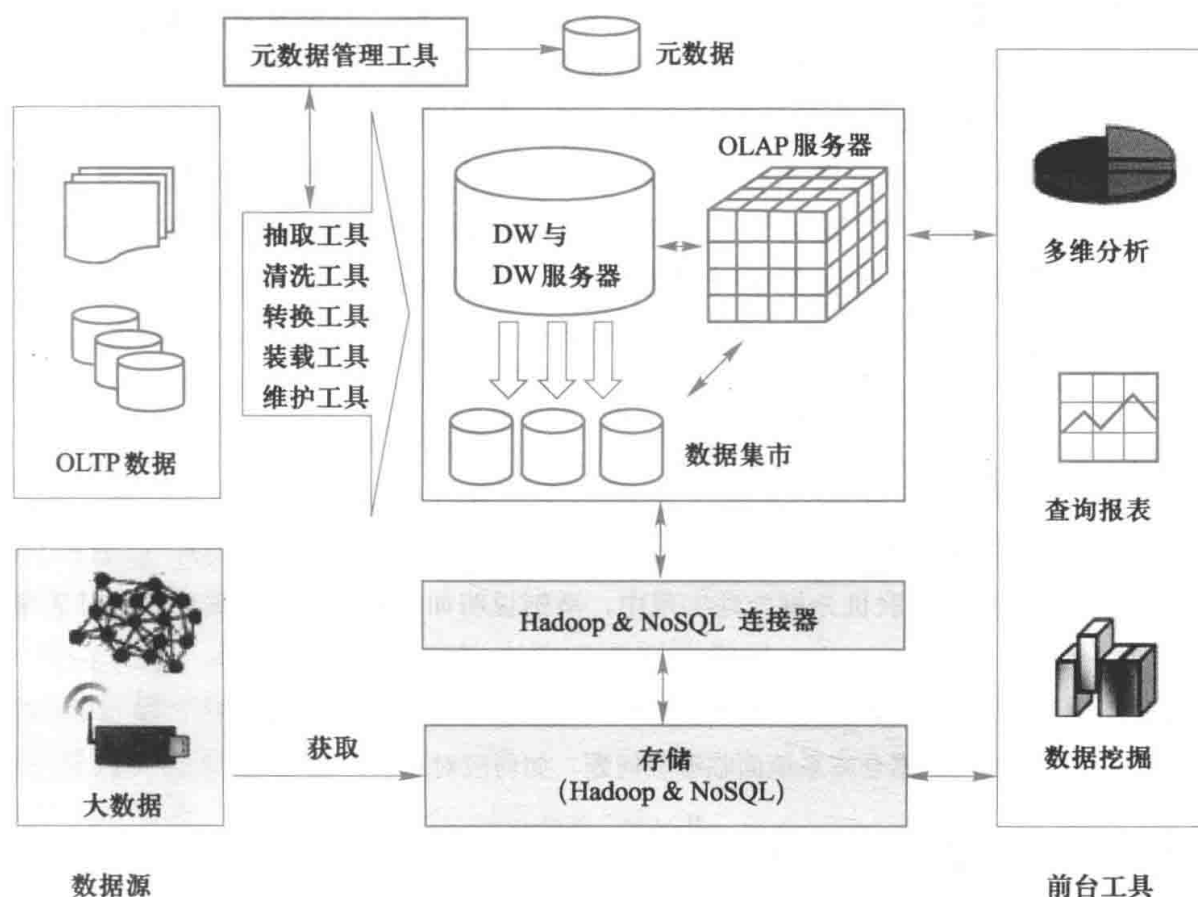 元数据管理工具
元数据
OLTP数据
抽取工具
清洗工具
转换工具
装载工具
维护工具
DW与
DW服务器
OLAP服务器
数据集市
多维分析
查询报表
数据挖掘
Hadoop & NoSQL 连接器
大数据
获取
存储
(Hadoop & NoSQL)
数据源
前台工具